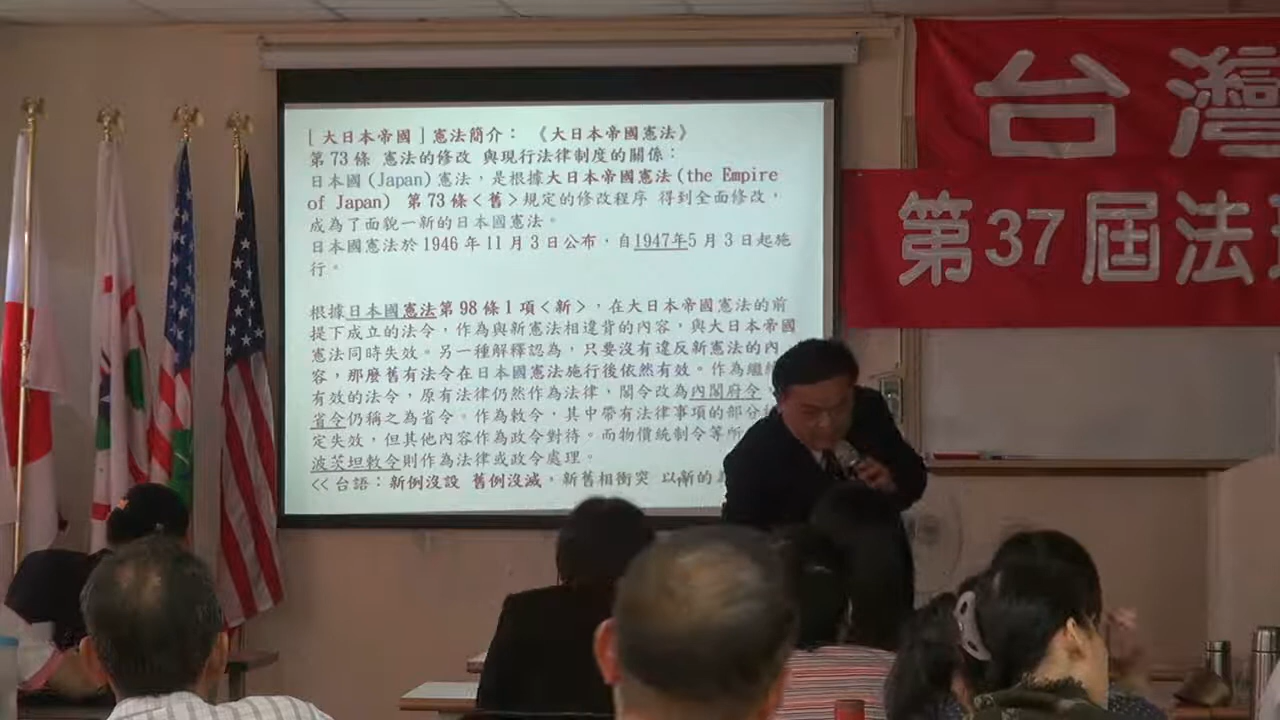 [ 大日本帝國 ] 憲法簡介： 《大日本帝國憲法》
第 73 條 憲法的修改 與現行法律制度的關係：
日本國 (Japan) 憲法，是根據大日本帝國憲法 (the Empire
of Japan) 第 73 條＜舊＞規定的修改程序 得到全面修改，
成為了面貌一新的日本國憲法。
日本國憲法於 1946 年 11 月 3 日公布，自1947年5 月 3 日起施
行。
根據日本國憲法第 98 條 1 項＜新＞，在大日本帝國憲法的前
提下成立的法令，作為與新憲法相違背的內容，與大日本帝國
憲法同時失效。另一種解釋認為，只要沒有違反新憲法的內
容，那麼舊有法令在日本國憲法施行後依然有效。作為繼
有效的法令，原有法律仍然作為法律，閣令改為內閣府令，
省令仍稱之為省令。作為敕令，其中帶有法律事項的部分
定失效，但其他內容作為政令對待。而物價統制令等所
波茨坦敕令則作為法律或政令處理。
<< 台語：新例沒設 舊例沒滅，新舊相衝突 以新的
台灣
第37屆法